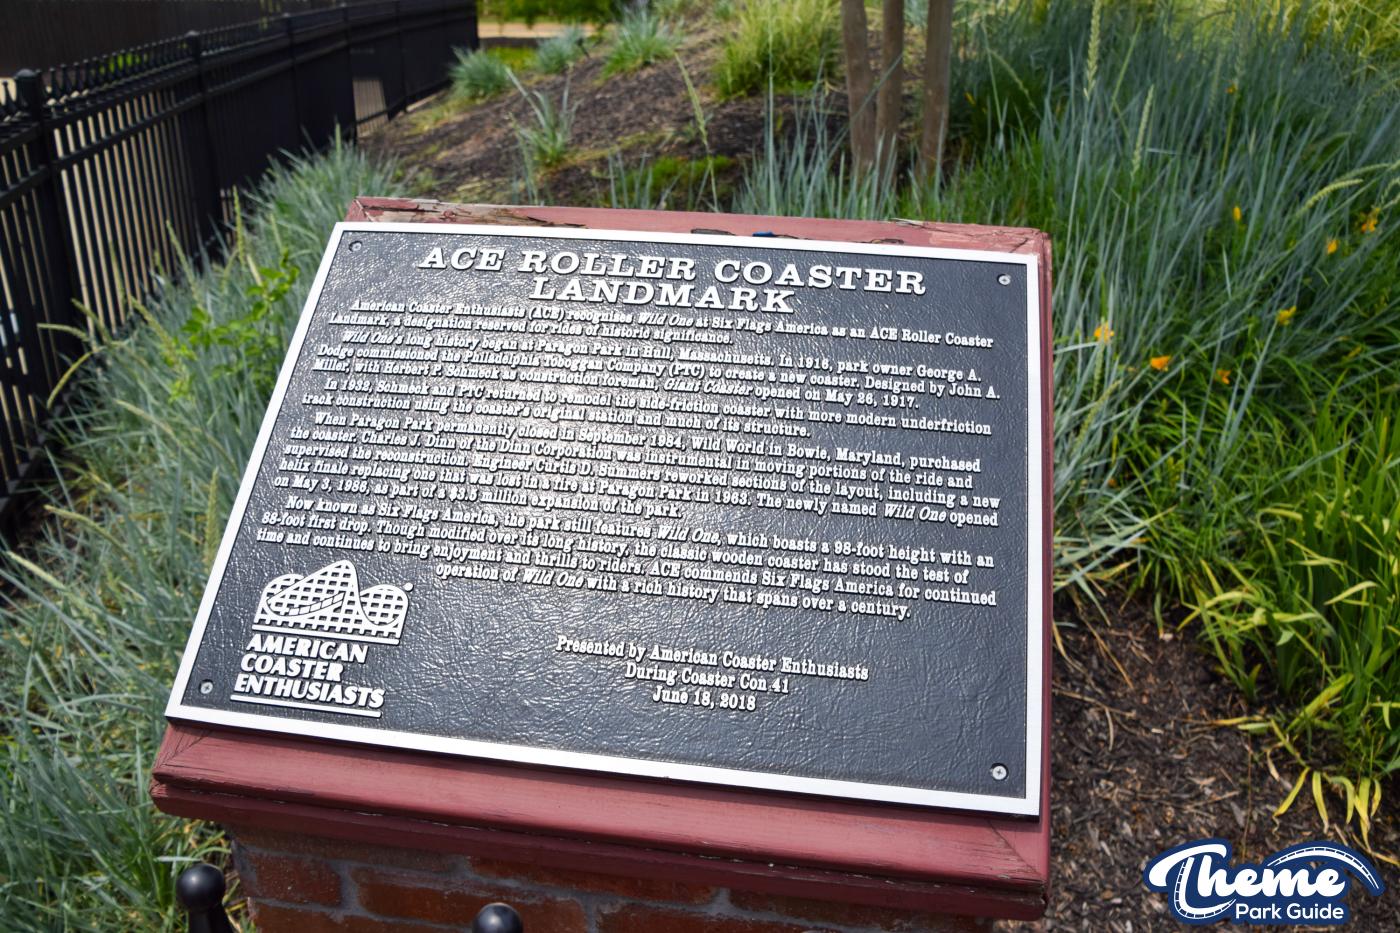 ACE ROLLER COASTER
LANDMARK
American Coaster Enthusiasts (ACE) recognizes Wild One at Six Flags America as an ACE Roller Coaster
Landmark, a designation reserved for rides of historic significance.
Wild One's long history began at Paragon Park in Hull, Massachusetts. In 1916, park owner George A.
Dodge commissioned the Philadelphia Toboggan Company (PTC) to create a new coaster. Designed by John A.
Miller, with Herbert P. Schmeck as construction foreman, Giant Coaster opened on May 26, 1917.
In 1932, Schmeck and PTC returned to remodel the side-friction coaster with more modern underfriction
track construction using the coaster's original station and much of its structure.
When Paragon Park permanently closed in September 1984, Wild World in Bowie, Maryland, purchased
the coaster. Charles J. Dinn of the Dinn Corporation was instrumental in moving portions of the ride and
supervised the reconstruction. Engineer Curtis D. Summers reworked sections of the layout, including a new
helix finale replacing one that was lost in a fire at Paragon Park in 1963. The newly named Wild One opened
on May 3, 1986, as part of a $3.5 million expansion of the park.
Now known as Six Flags America, the park still features Wild One, which boasts a 98-foot height with an
88-foot first drop. Though modified over its long history, the classic wooden coaster has stood the test of
time and continues to bring enjoyment and thrills to riders. ACE commends Six Flags America for continued
operation of Wild One with a rich history that spans over a century.
AMERICAN
COASTER
ENTHUSIASTS
Presented by American Coaster Enthusiasts
During Coaster Con 41
June 18, 2018
Theme
Park Guide